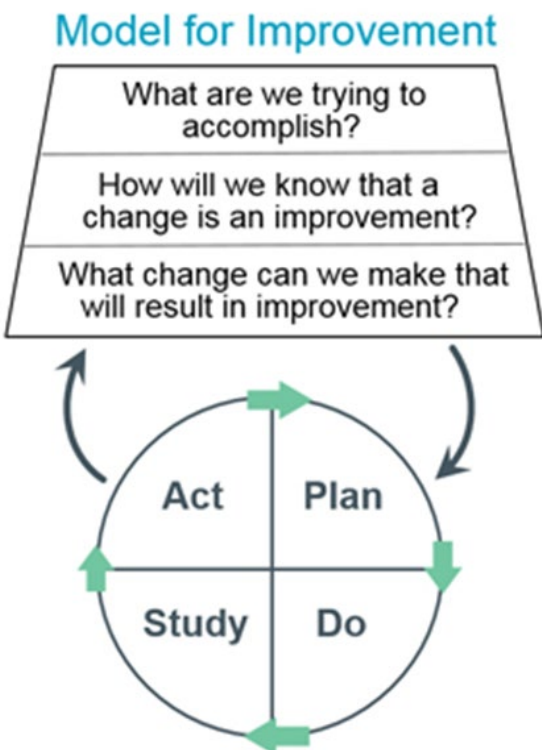 Model for Improvement
What are we trying to
accomplish?
How will we know that a
change is an improvement?
What change can we make that
will result in improvement?
Act
Plan
Study
Do